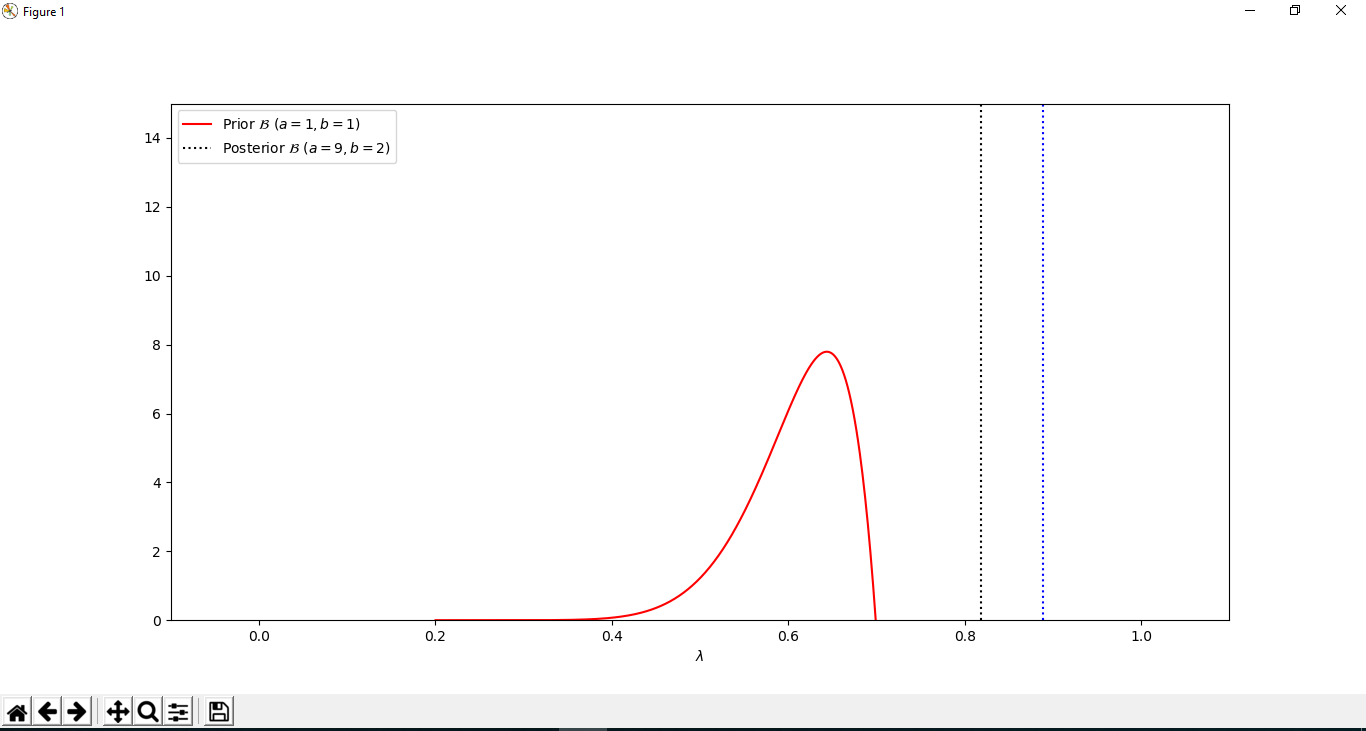 Figure 1
Prior ℬ (a = 1, b = 1)
Posterior ℬ (a = 9, b = 2)
14
12
10
8
6
4
2
0
0.0 0.2 0.4 0.6 0.8 1.0
λ